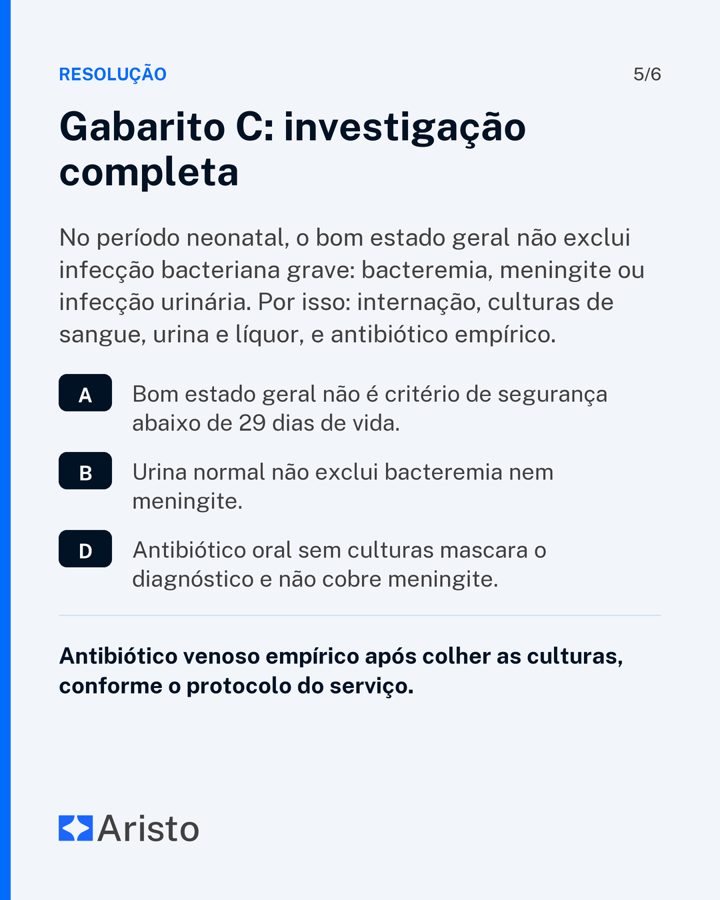 RESOLUÇÃO
5/6
Gabarito C: investigação
completa
No período neonatal, o bom estado geral não exclui
infecção bacteriana grave: bacteremia, meningite ou
infecção urinária. Por isso: internação, culturas de
sangue, urina e líquor, e antibiótico empírico.
A
Bom estado geral não é critério de segurança
abaixo de 29 dias de vida.
B
Urina normal não exclui bacteremia nem
meningite.
D
Antibiótico oral sem culturas mascara o
diagnóstico e não cobre meningite.
Antibiótico venoso empírico após colher as culturas,
conforme o protocolo do serviço.
Aristo